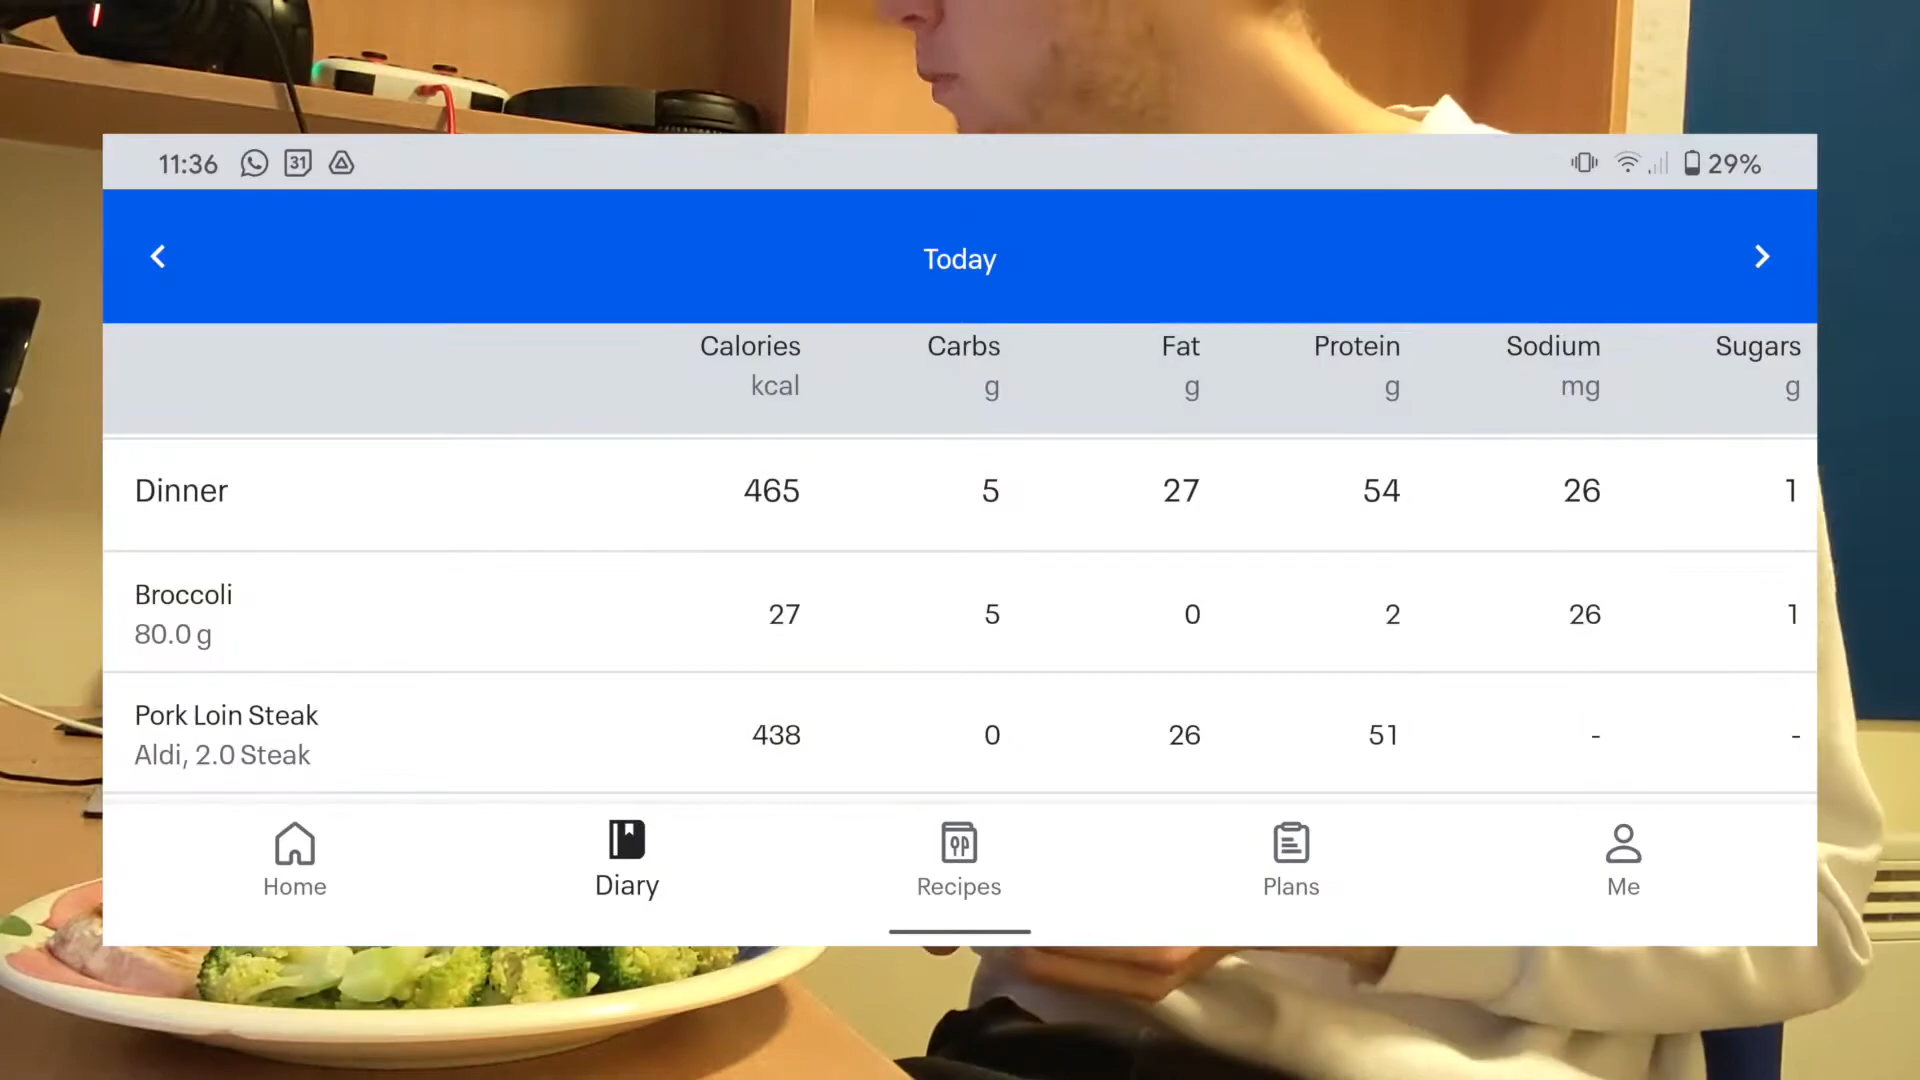 11:36 31 29%
Today
Calories Carbs Fat Protein Sodium Sugars
kcal g g g mg g
Dinner 465 5 27 54 26 1
Broccoli
80.0 g
27 5 0 2 26 1
Pork Loin Steak
Aldi, 2.0 Steak
438 0 26 51 - -
Home Diary Recipes Plans Me